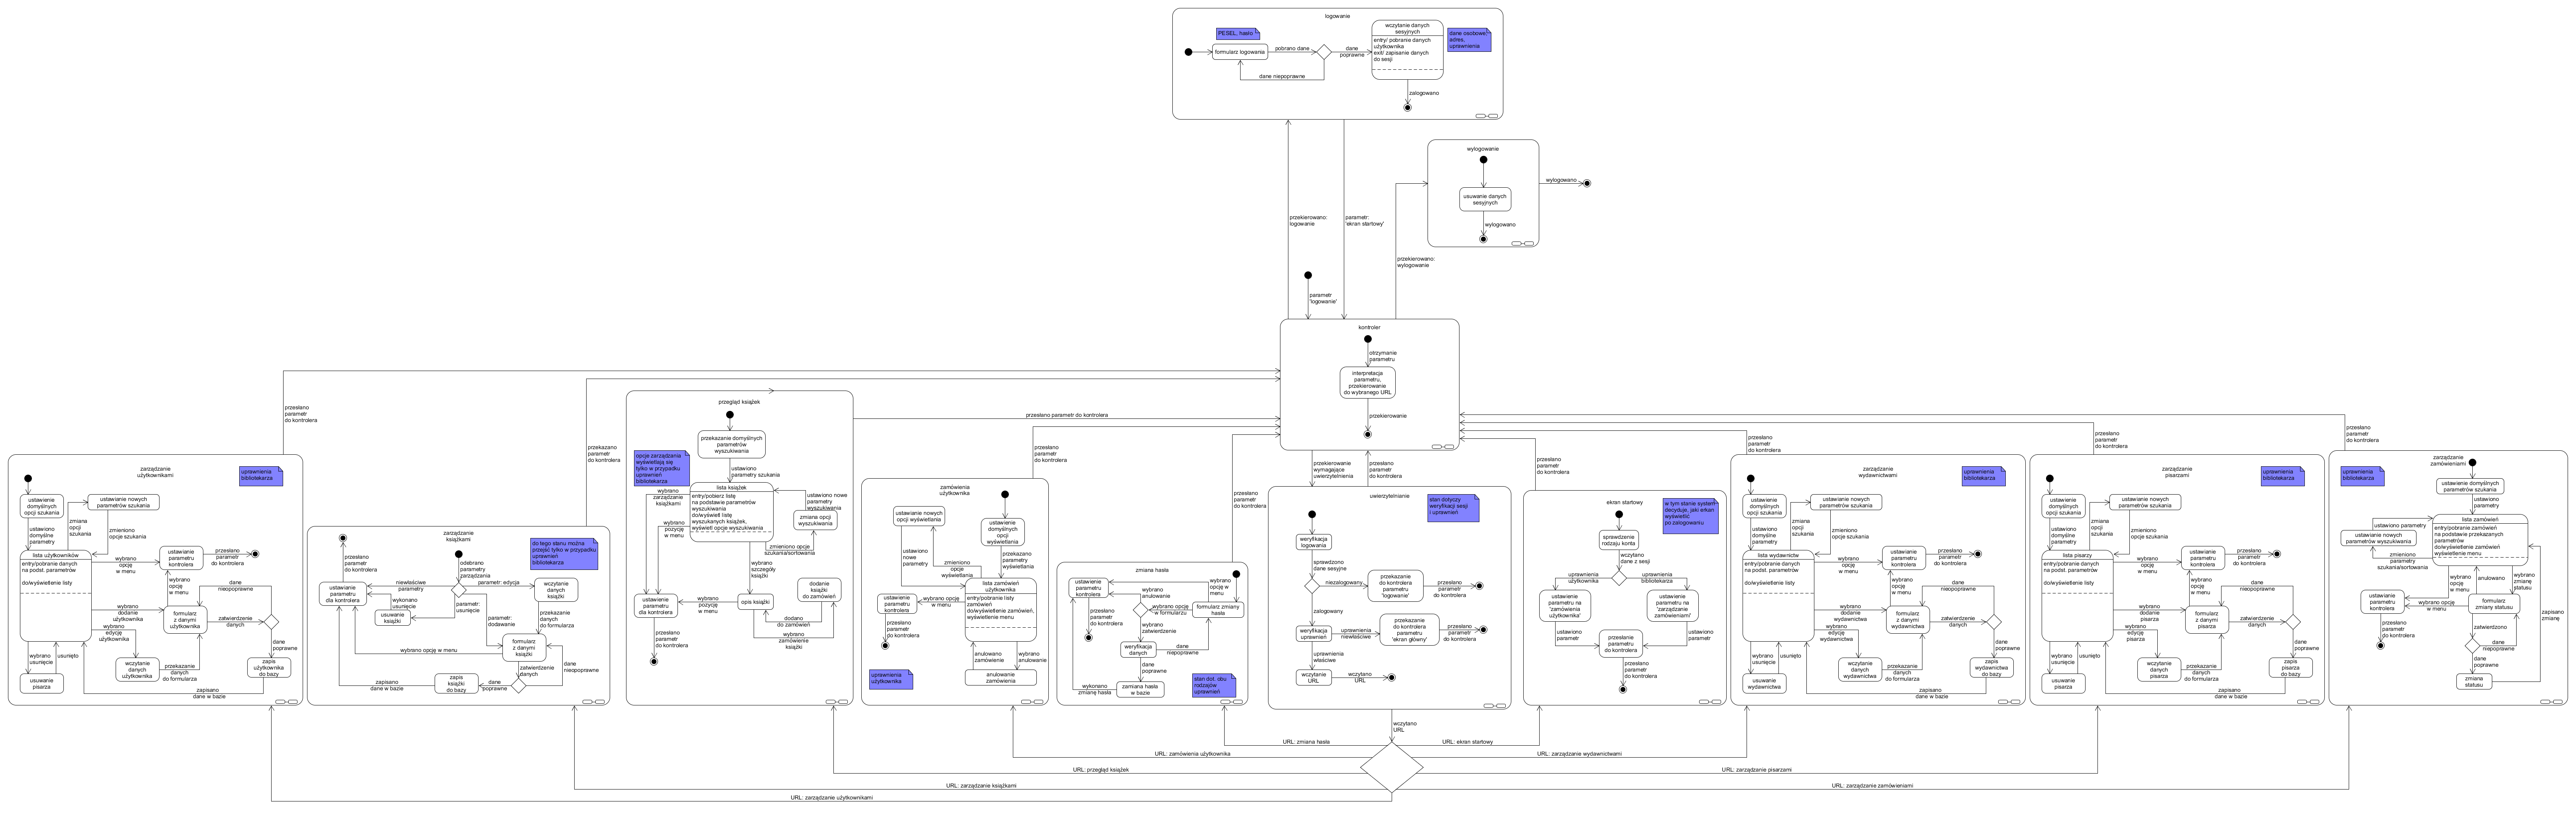 logowanie
PESEL, hasło
formularz logowania
pobrano dane
dane
poprawne
dane niepoprawne
wczytanie danych
sesyjnych
entry/ pobranie danych
użytkownika
exit/ zapisanie danych
do sesji
dane osobowe,
adres,
uprawnienia
zalogowano
wylogowanie
usuwanie danych
sesyjnych
wylogowano
wylogowano
przekierowano:
logowanie
parametr:
'ekran startowy'
przekierowano:
wylogowanie
parametr
'logowanie'
kontroler
otrzymanie
parametru
interpretacja
parametru,
przekierowanie
do wybranego URL
przekierowanie
przesłano
parametr
do kontrolera
zarządzanie
użytkownikami
uprawnienia
bibliotekarza
ustawienie
domyślnych
opcji szukania
ustawianie nowych
parametrów szukania
ustawiono
domyślne
parametry
zmiana
opcji
szukania
zmieniono
opcje szukania
lista użytkowników
entry/pobranie danych
na podst. parametrów
do/wyświetlenie listy
wybrano
opcję
w menu
ustawianie
parametru
kontrolera
przesłano
parametr
do kontrolera
wybrano
opcję
w menu
dane
niepoprawne
wybrano
dodanie
użytkownika
formularz
z danymi
użytkownika
zatwierdzenie
danych
wybrano
edycję
użytkownika
dane
poprawne
wybrano
usunięcie
usunięto
wczytanie
danych
użytkownika
przekazanie
danych
do formularza
zapis
użytkownika
do bazy
usuwanie
pisarza
zapisano
dane w bazie
przekazano
parametr
do kontrolera
zarządzanie
książkami
do tego stanu można
przejść tylko w przypadku
uprawnień
bibliotekarza
przesłano
parametr
do kontrolera
odebrano
parametry
zarządzania
ustawianie
parametru
dla kontrolera
niewłaściwe
parametry
parametr: edycja
wczytanie
danych
książki
wykonano
usunięcie
parametr:
usunięcie
usuwanie
książki
parametr:
dodawanie
przekazanie
danych
do formularza
formularz
z danymi
książki
wybrano opcję w menu
zatwierdzenie
danych
dane
nieopoprawne
zapisano
dane w bazie
zapis
książki
do bazy
dane
poprawne
przegląd książek
przesłano parametr do kontrolera
przekazanie domyślnych
parametrów
wyszukiwania
opcje zarządzania
wyświetlają się
tylko w przypadku
uprawnień
bibliotekarza
ustawiono
parametry szukania
wybrano
zarządzanie
książkami
lista książek
entry/pobierz listę
na podstawie parametrów
wyszukiwania
do/wyświetl listę
wyszukanych książek,
wyświetl opcje wyszukiwania
ustawiono nowe
parametry
wyszukiwania
zmiana opcji
wyszukiwania
wybrano
pozycję
w menu
zmieniono opcje
szukania/sortowania
wybrano
szczegóły
książki
dodanie
książki
do zamówień
ustawienie
parametru
dla kontrolera
wybrano
pozycję
w menu
opis książki
dodano
do zamówień
wybrano
zamówienie
książki
przesłano
parametr
do kontrolera
przesłano
parametr
do kontrolera
zamówienia
użytkownika
ustawianie nowych
opcji wyświetlania
ustawienie
domyślnych
opcji
wyświetlania
ustawiono
nowe
parametry
zmieniono
opcje
wyświetlania
przekazano
parametry
wyświetlania
lista zamówień
użytkownika
entry/pobranie listy
zamówień
do/wyświetlenie zamówień,
wyświetlenie menu
ustawienie
parametru
kontrolera
wybrano opcję
w menu
przesłano
parametr
do kontrolera
anulowano
zamówienie
wybrano
anulowanie
anulowanie
zamówienia
uprawnienia
użytkownika
przesłano
parametr
do kontrolera
zmiana hasła
ustawienie
parametru
kontrolera
wybrano
anulowanie
wybrano
opcję w
menu
przesłano
parametr
do kontrolera
wybrano opcję
w formularzu
formularz zmiany
hasła
wybrano
zatwierdzenie
weryfikacja
danych
dane
niepoprawne
dane
poprawne
wykonano
zmianę hasła
zamiana hasła
w bazie
stan dot. obu
rodzajów
uprawnień
przekierowanie
wymagające
uwierzytelnienia
przesłano
parametr
do kontrolera
uwierzytelnianie
stan dotyczy
weryfikacji sesji
i uprawnień
weryfikacja
logowania
sprawdzono
dane sesyjne
niezalogowany
przekazanie
do kontrolera
parametru
'logowanie'
przesłano
parametr
do kontrolera
zalogowany
weryfikacja
uprawnień
uprawnienia
niewłaściwe
przekazanie
do kontrolera
parametru
'ekran główny'
przesłano
parametr
do kontrolera
uprawnienia
właściwe
wczytanie
URL
wczytano
URL
wczytano
URL
przesłano
parametr
do kontrolera
ekran startowy
w tym stanie system
decyduje, jaki erkan
wyświetlić
po zalogowaniu
sprawdzenie
rodzaju konta
wczytano
dane z sesji
uprawnienia
użytkownika
uprawnienia
bibliotekarza
ustawienie
parametru na
'zamówienia
użytkownika'
ustawienie
parametru na
'zarządzanie
zamówieniami'
ustawiono
parametr
ustawiono
parametr
przesłanie
parametru
do kontrolera
przesłano
parametr
do kontrolera
przesłano
parametr
do kontrolera
zarządzanie
wydawnictwami
uprawnienia
bibliotekarza
ustawienie
domyślnych
opcji szukania
ustawianie nowych
parametrów szukania
ustawiono
domyślne
parametry
zmiana
opcji
szukania
zmieniono
opcje szukania
lista wydawnictw
entry/pobranie danych
na podst. parametrów
do/wyświetlenie listy
wybrano
opcję
w menu
ustawianie
parametru
kontrolera
przesłano
parametr
do kontrolera
wybrano
opcję
w menu
dane
niepoprawne
wybrano
dodanie
wydawnictwa
formularz
z danymi
wydawnictwa
zatwierdzenie
danych
wybrano
edycję
wydawnictwa
dane
poprawne
wybrano
usunięcie
usunięto
wczytanie
danych
wydawnictwa
przekazanie
danych
do formularza
zapis
wydawnictwa
do bazy
usuwanie
wydawnictwa
zapisano
dane w bazie
przesłano
parametr
do kontrolera
zarządzanie
pisarzami
uprawnienia
bibliotekarza
ustawienie
domyślnych
opcji szukania
ustawianie nowych
parametrów szukania
ustawiono
domyślne
parametry
zmiana
opcji
szukania
zmieniono
opcje szukania
lista pisarzy
entry/pobranie danych
na podst. parametrów
do/wyświetlenie listy
wybrano
opcję
w menu
ustawianie
parametru
kontrolera
przesłano
parametr
do kontrolera
wybrano
opcję
w menu
dane
niepoprawne
wybrano
dodanie
pisarza
formularz
z danymi
pisarza
zatwierdzenie
danych
wybrano
edycję
pisarza
dane
poprawne
wybrano
usunięcie
usunięto
wczytanie
danych
pisarza
przekazanie
danych
do formularza
zapis
pisarza
do bazy
usuwanie
pisarza
zapisano
dane w bazie
przesłano
parametr
do kontrolera
zarządzanie
zamówieniami
uprawnienia
bibliotekarza
ustawienie domyślnych
parametrów szukania
ustawiono
parametry
ustawiono parametry
ustawianie nowych
parametrów wyszukiwania
lista zamówień
entry/pobranie zamówień
na podstawie przekazanych
parametrów
do/wyświetlenie zamówień
wyświetlenie menu
zmieniono
parametry
szukania/sortowania
wybrano
opcję
w menu
anulowano
wybrano
zmianę
statusu
ustawienie
parametru
kontrolera
wybrano opcję
w menu
formularz
zmiany statusu
zapisano
zmianę
przesłano
parametr
do kontrolera
zatwierdzono
dane
niepoprawne
dane
poprawne
zmiana
statusu
URL: zmiana hasła
URL: ekran startowy
URL: zamówienia użytkownika
URL: zarządzanie wydawnictwami
URL: przegląd książek
URL: zarządzanie pisarzami
URL: zarządzanie książkami
URL: zarządzanie zamówieniami
URL: zarządzanie użytkownikami